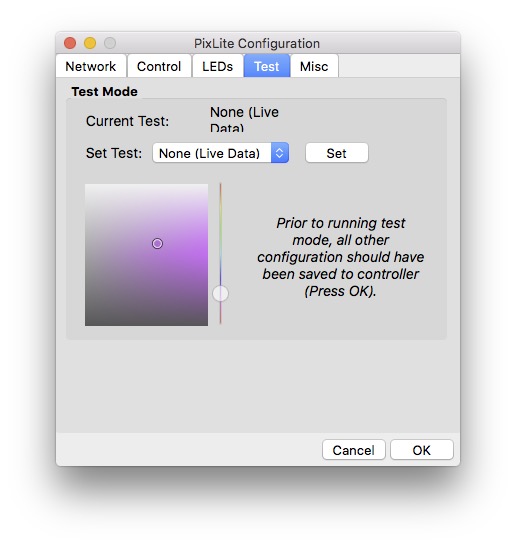 PixLite Configuration
Network Control LEDs Test Misc
Test Mode
Current Test: None (Live
Data)
Set Test: None (Live Data) Set
Prior to running test
mode, all other
configuration should have
been saved to controller
(Press OK).
Cancel OK